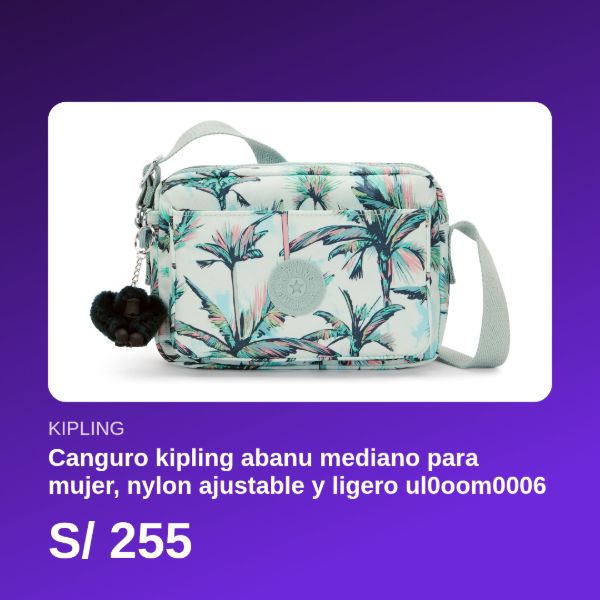 KIPLING
Canguro kipling abanu mediano para
mujer, nylon ajustable y ligero ul0oom0006
S/ 255